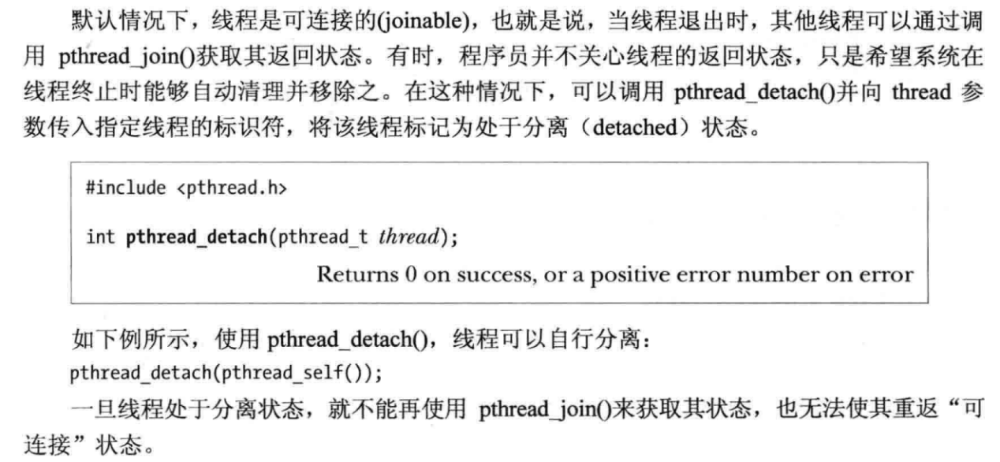 默认情况下，线程是可连接的(joinable)，也就是说，当线程退出时，其他线程可以通过调
用 pthread_join()获取其返回状态。有时，程序员并不关心线程的返回状态，只是希望系统在
线程终止时能够自动清理并移除之。在这种情况下，可以调用 pthread_detach()并向 thread 参
数传入指定线程的标识符，将该线程标记为处于分离（detached）状态。
#include <pthread.h>
int pthread_detach(pthread_t thread);
Returns 0 on success, or a positive error number on error
如下例所示，使用 pthread_detach()，线程可以自行分离：
pthread_detach(pthread_self());
一旦线程处于分离状态，就不能再使用 pthread_join()来获取其状态，也无法使其重返“可
连接”状态。